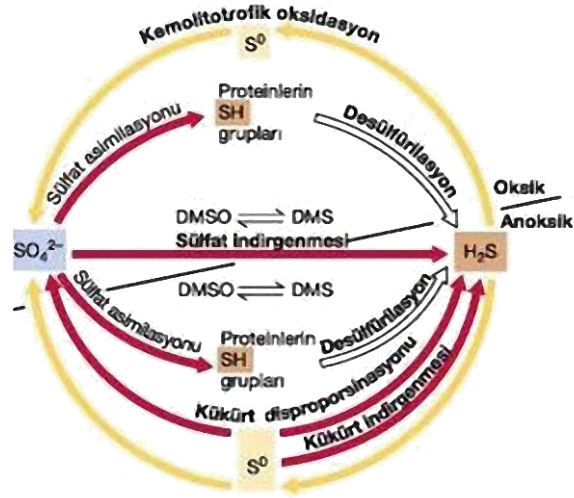 Kemolitotrofik oksidasyon
S⁰
Proteinlerin
SH
grupları
Sülfat asimilasyonu
Desülfürilasyon
Oksik
Anoksik
DMSO ⇌ DMS
Sülfat indirgenmesi
SO₄²⁻
H₂S
DMSO ⇌ DMS
Sülfat asimilasyonu
Proteinlerin
SH
grupları
Desülfürilasyon
Kükürt disproporsinasyonu
Kükürt indirgenmesi
S⁰